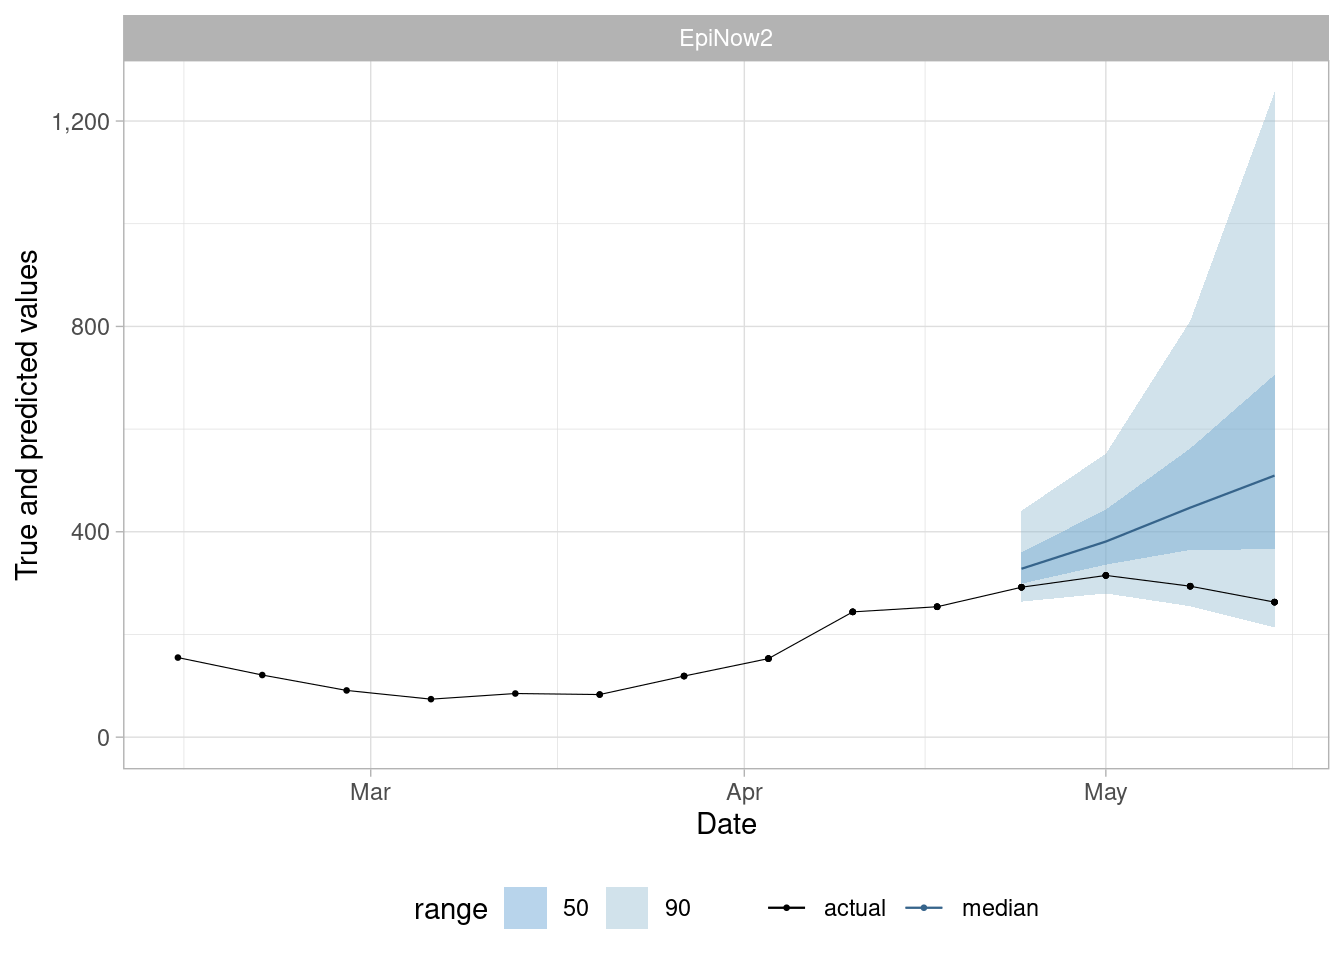 EpiNow2
True and predicted values
1,200
800
400
0
Mar Apr May
Date
range 50 90 actual median